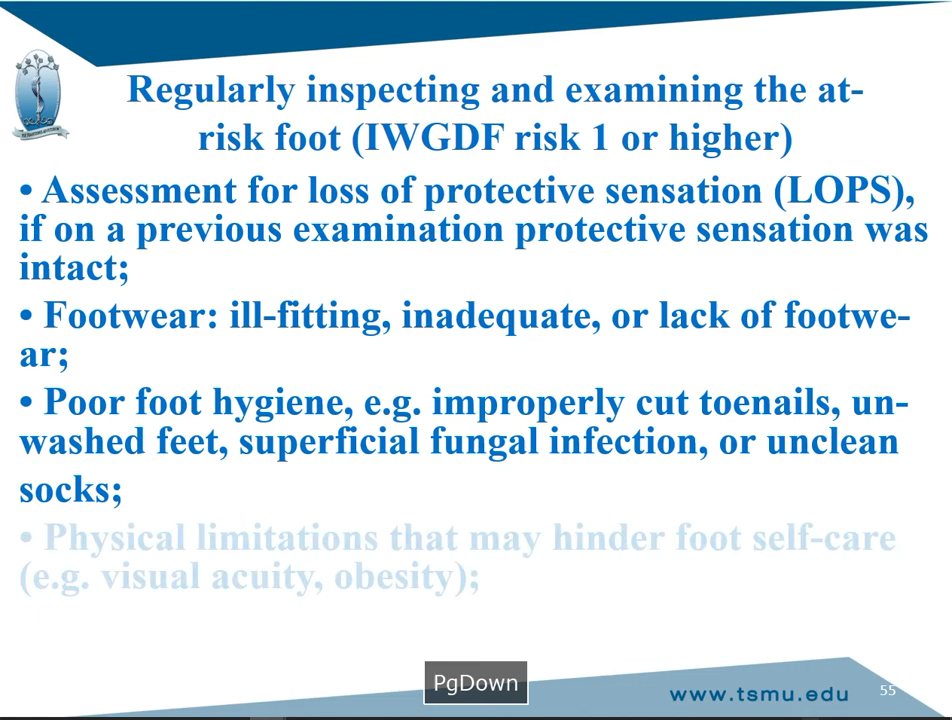 Regularly inspecting and examining the at-
risk foot (IWGDF risk 1 or higher)
• Assessment for loss of protective sensation (LOPS),
if on a previous examination protective sensation was
intact;
• Footwear: ill-fitting, inadequate, or lack of footwe-
ar;
• Poor foot hygiene, e.g. improperly cut toenails, un-
washed feet, superficial fungal infection, or unclean
socks;
• Physical limitations that may hinder foot self-care
(e.g. visual acuity, obesity);
PgDown
www.tsmu.edu
55